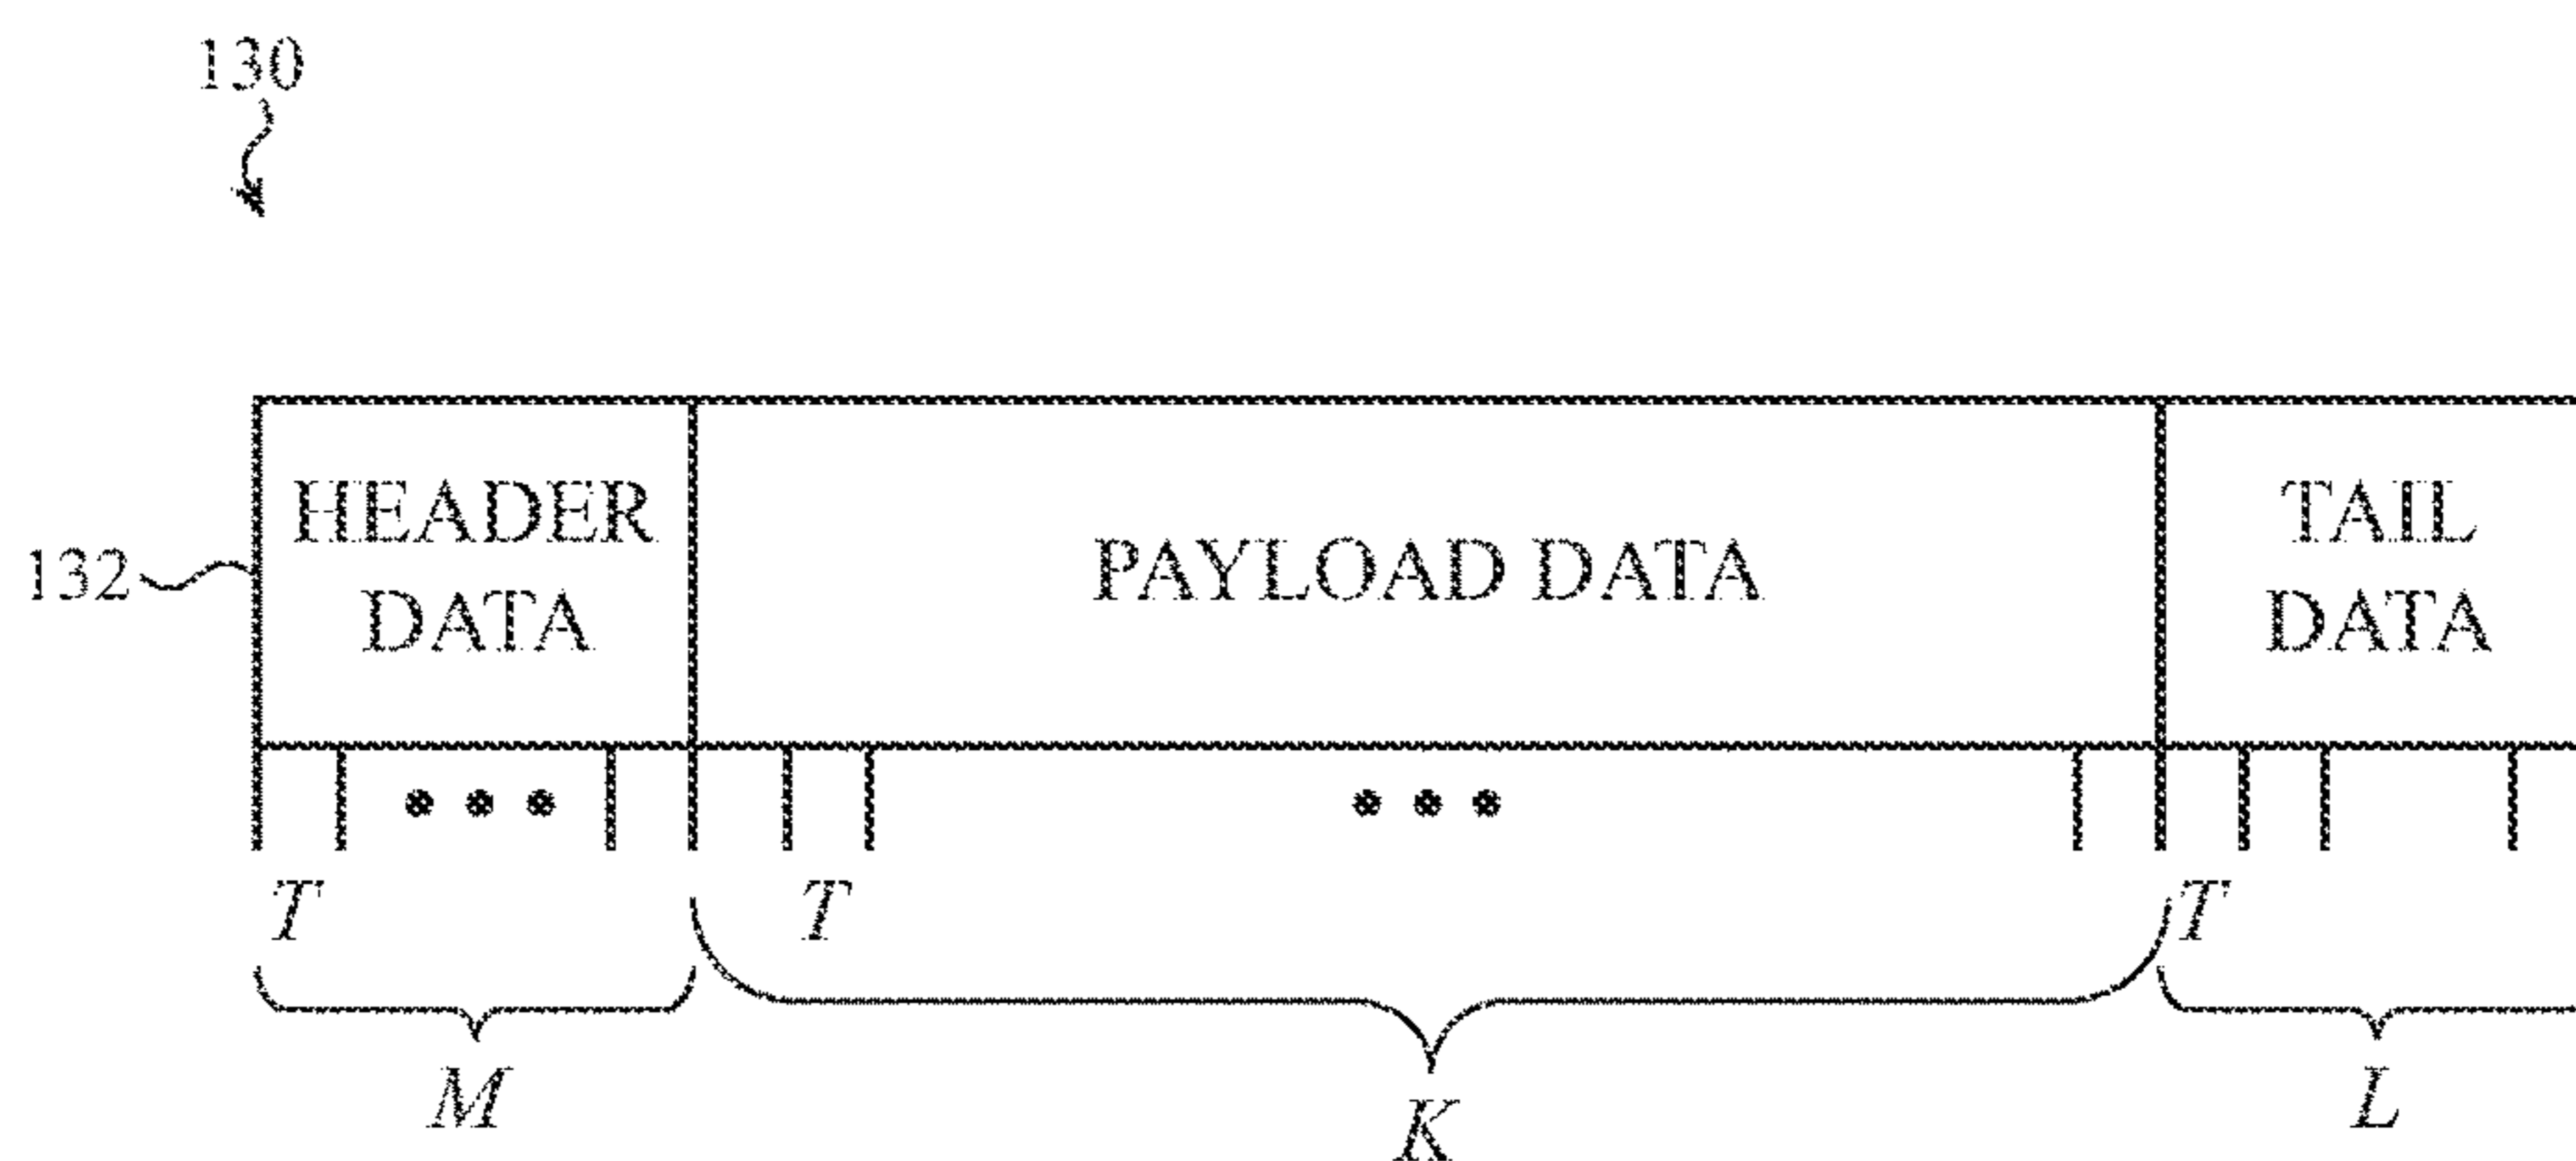 130
HEADER
DATA
PAYLOAD DATA
TAIL
DATA
132
T
T
T
M
K
L